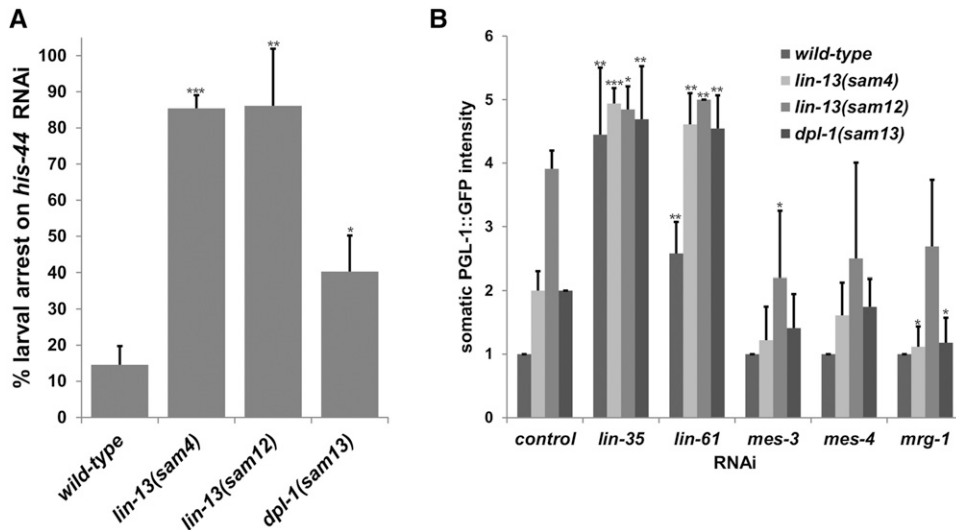 A
% larval arrest on his-44 RNAi
100
90
80
70
60
50
40
30
20
10
0
***
**
*
wild-type
lin-13(sam4)
lin-13(sam12)
dpl-1(sam13)
B
somatic PGL-1::GFP intensity
6
5
4
3
2
1
0
wild-type
lin-13(sam4)
lin-13(sam12)
dpl-1(sam13)
** *** * **
** ** ** **
*
* *
control lin-35 lin-61 mes-3 mes-4 mrg-1
RNAi